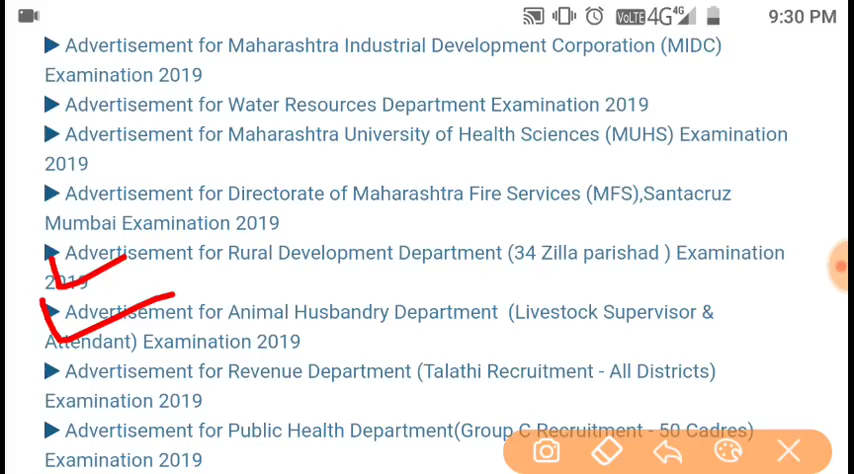 VoLTE 4G 4G 9:30 PM
Advertisement for Maharashtra Industrial Development Corporation (MIDC)
Examination 2019
Advertisement for Water Resources Department Examination 2019
Advertisement for Maharashtra University of Health Sciences (MUHS) Examination
2019
Advertisement for Directorate of Maharashtra Fire Services (MFS),Santacruz
Mumbai Examination 2019
Advertisement for Rural Development Department (34 Zilla parishad ) Examination
2019
Advertisement for Animal Husbandry Department (Livestock Supervisor &
Attendant) Examination 2019
Advertisement for Revenue Department (Talathi Recruitment - All Districts)
Examination 2019
Advertisement for Public Health Department(Group C Recruitment - 50 Cadres)
Examination 2019